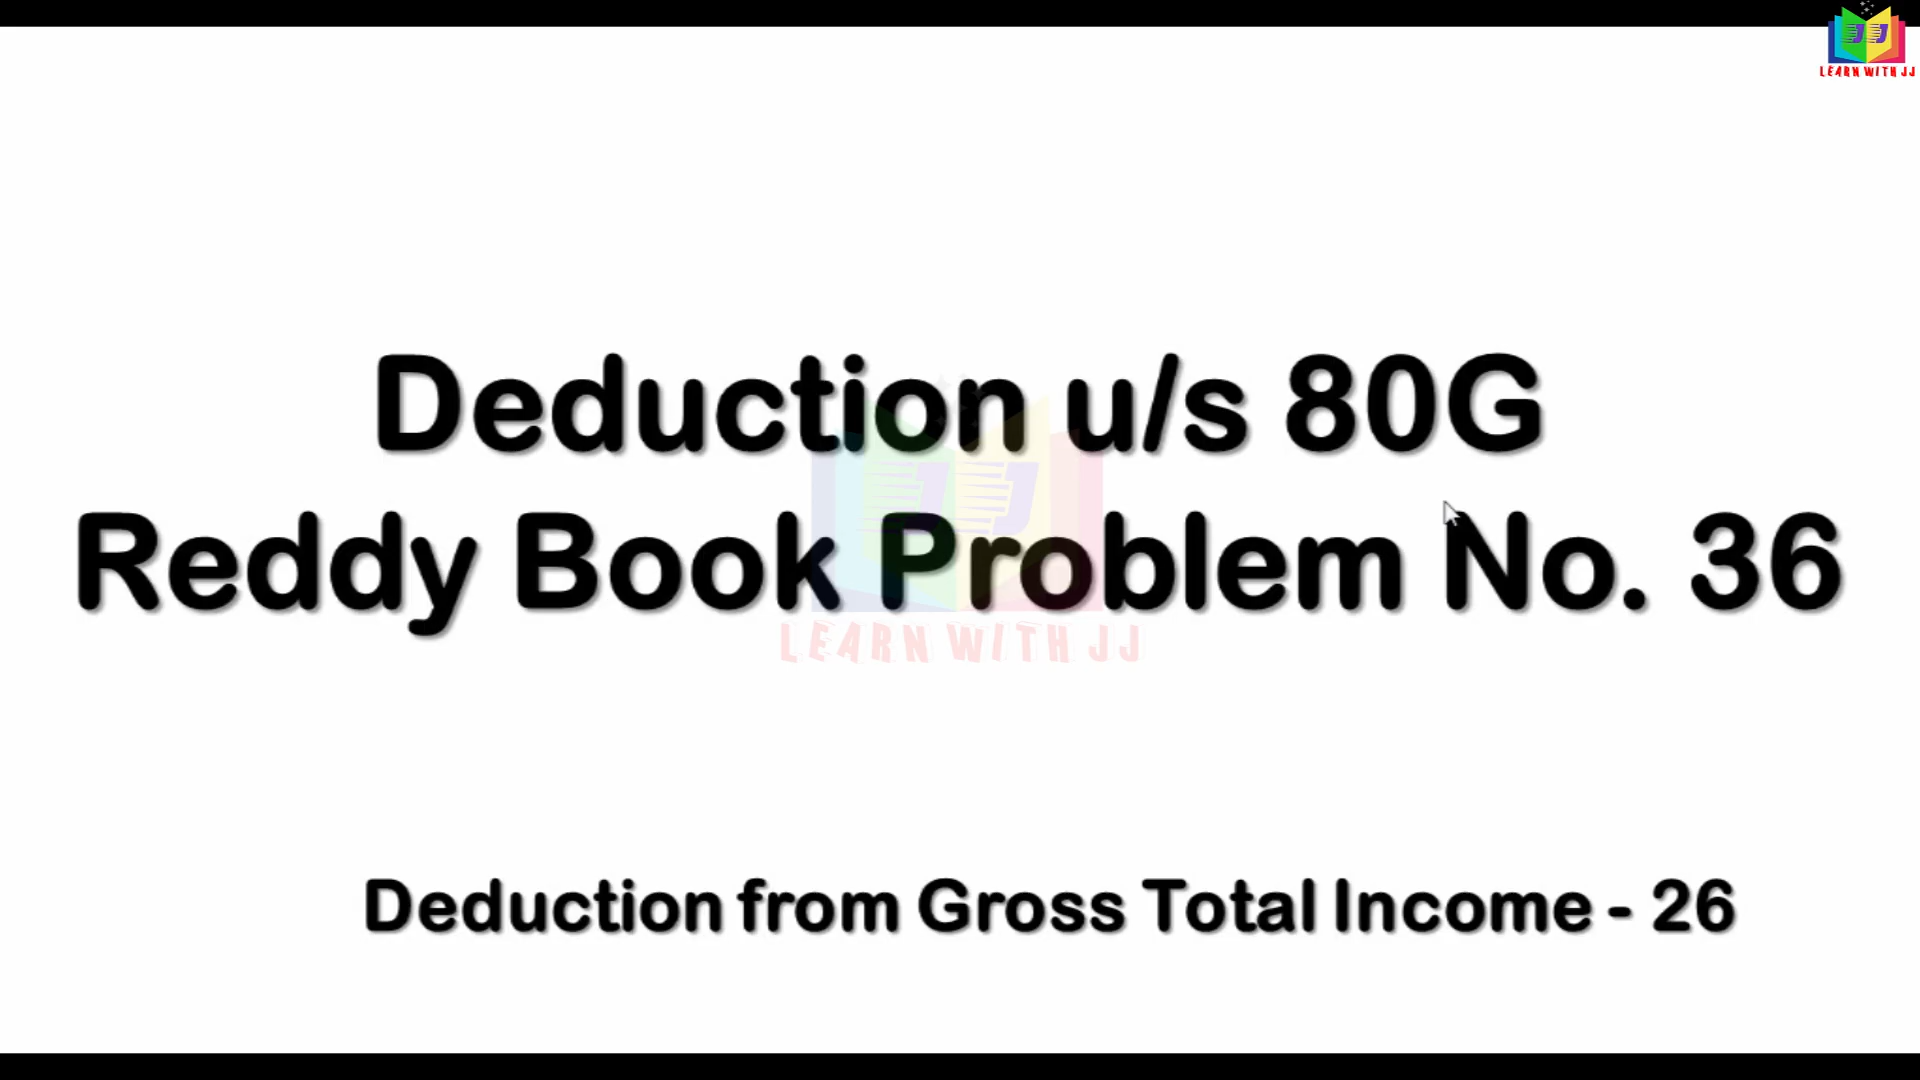 LEARN WITH JJ
Deduction u/s 80G
Reddy Book Problem No. 36
LEARN WITH JJ
Deduction from Gross Total Income - 26